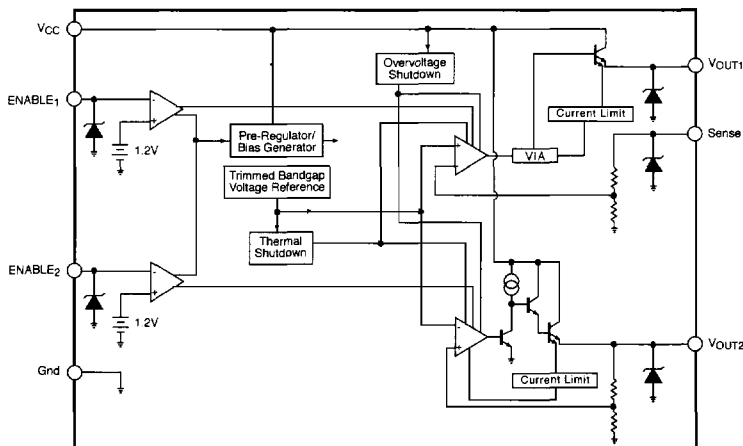 VCC
Overvoltage
Shutdown
VOUT1
ENABLE1
Current Limit
Pre-Regulator/
Bias Generator
Sense
1.2V
VIA
Trimmed Bandgap
Voltage Reference
Thermal
Shutdown
ENABLE2
1.2V
VOUT2
Gnd
Current Limit
-
+
-
+
-
+
-
+